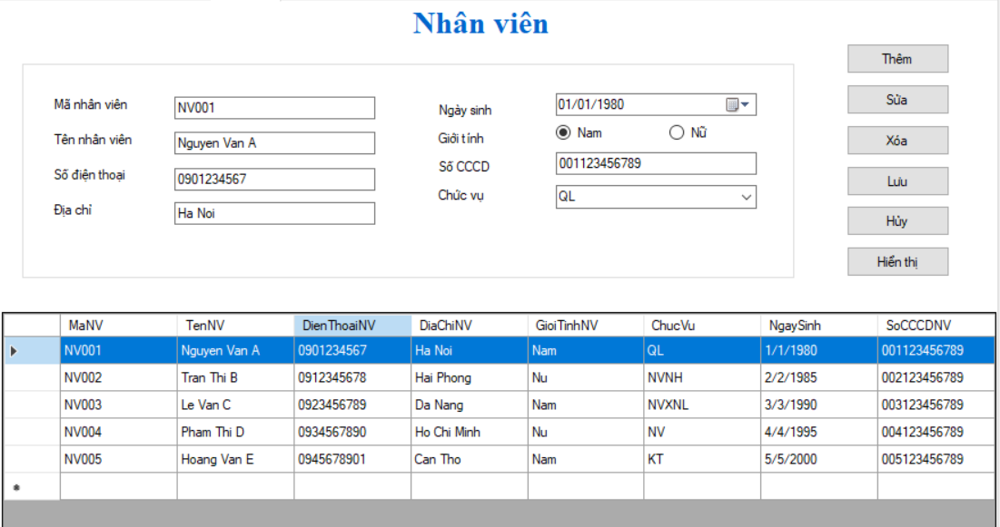 Nhân viên
Mã nhân viên NV001
Tên nhân viên Nguyen Van A
Số điện thoại 0901234567
Địa chỉ Ha Noi
Ngày sinh 01/01/1980
Giới tính Nam Nữ
Số CCCD 001123456789
Chức vụ QL
Thêm
Sửa
Xóa
Lưu
Hủy
Hiển thị
MaNV TenNV DienThoaiNV DiaChiNV GioiTinhNV ChucVu NgaySinh SoCCCDNV
NV001 Nguyen Van A 0901234567 Ha Noi Nam QL 1/1/1980 001123456789
NV002 Tran Thi B 0912345678 Hai Phong Nu NVNH 2/2/1985 002123456789
NV003 Le Van C 0923456789 Da Nang Nam NVXNL 3/3/1990 003123456789
NV004 Pham Thi D 0934567890 Ho Chi Minh Nu NV 4/4/1995 004123456789
NV005 Hoang Van E 0945678901 Can Tho Nam KT 5/5/2000 005123456789